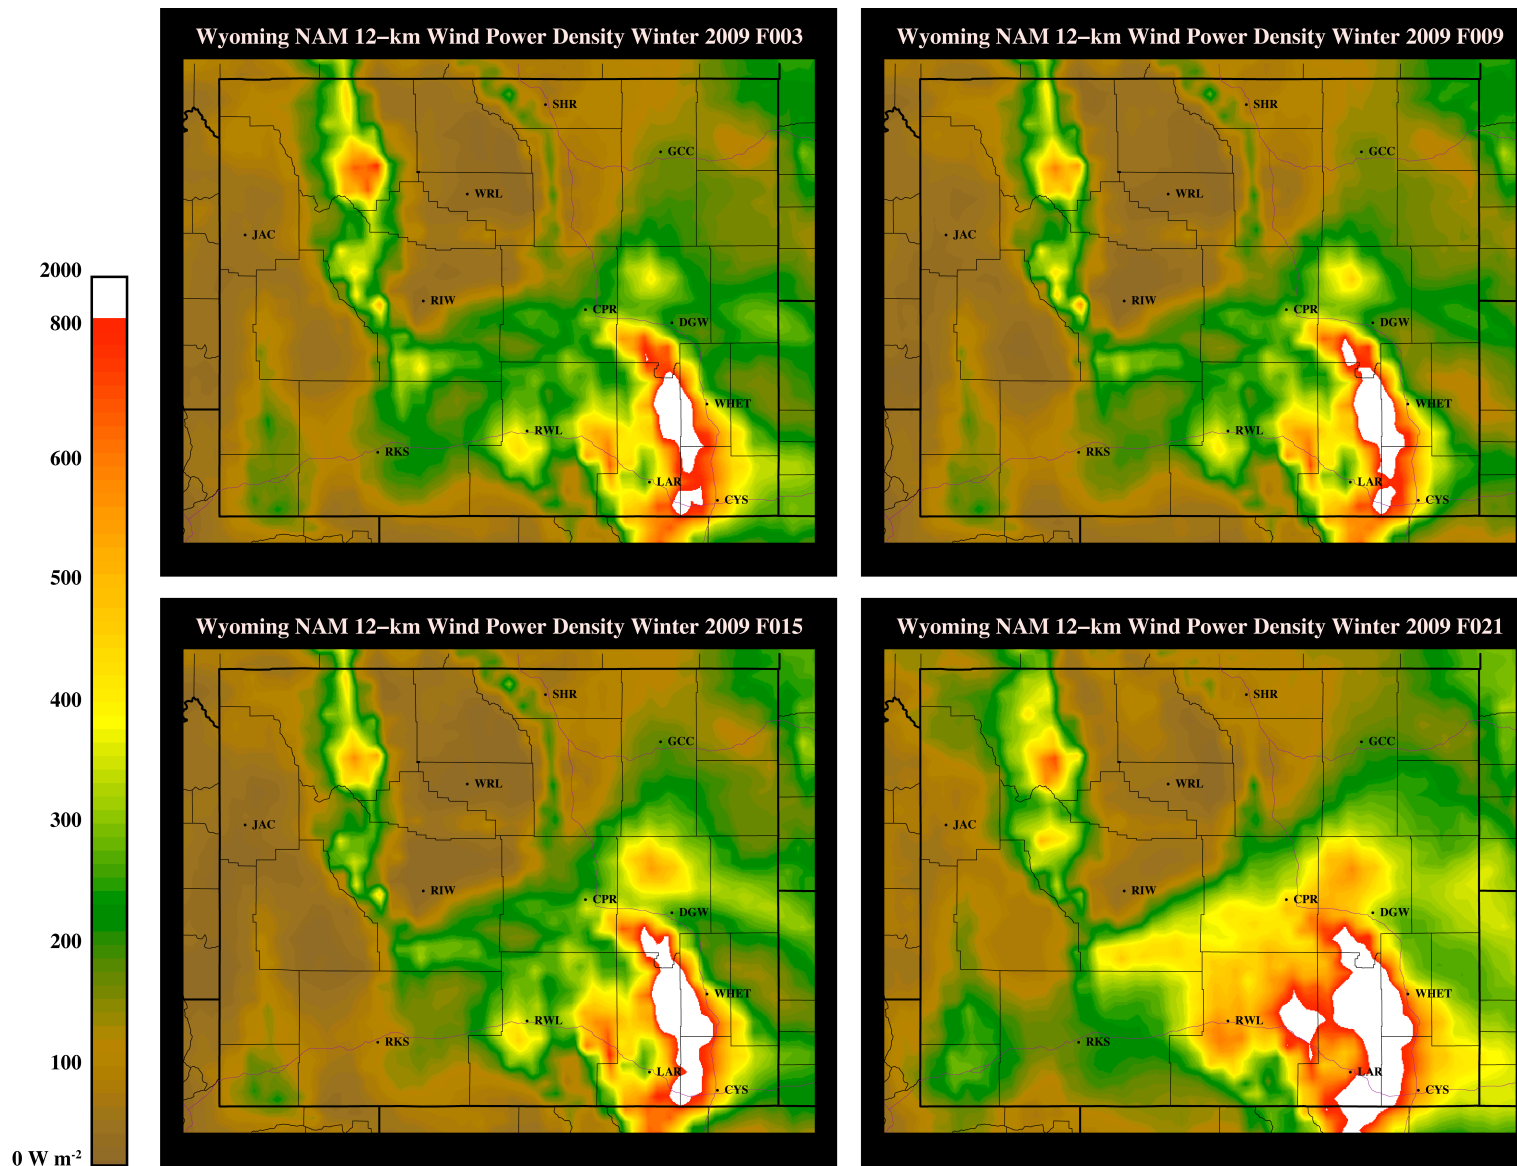 Wyoming NAM 12–km Wind Power Density Winter 2009 F003
SHR
GCC
WRL
JAC
RIW
CPR
DGW
WHET
RWL
RKS
LAR
CYS
Wyoming NAM 12–km Wind Power Density Winter 2009 F009
SHR
GCC
WRL
JAC
RIW
CPR
DGW
WHET
RWL
RKS
LAR
CYS
2000
800
600
500
400
300
200
100
0 W m-2
Wyoming NAM 12–km Wind Power Density Winter 2009 F015
SHR
GCC
WRL
JAC
RIW
CPR
DGW
WHET
RWL
RKS
LAR
CYS
Wyoming NAM 12–km Wind Power Density Winter 2009 F021
SHR
GCC
WRL
JAC
RIW
CPR
DGW
WHET
RWL
RKS
LAR
CYS